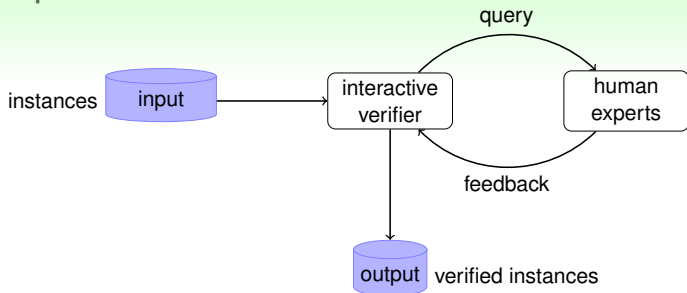 query
instances
input
interactive
verifier
human
experts
feedback
output
verified instances